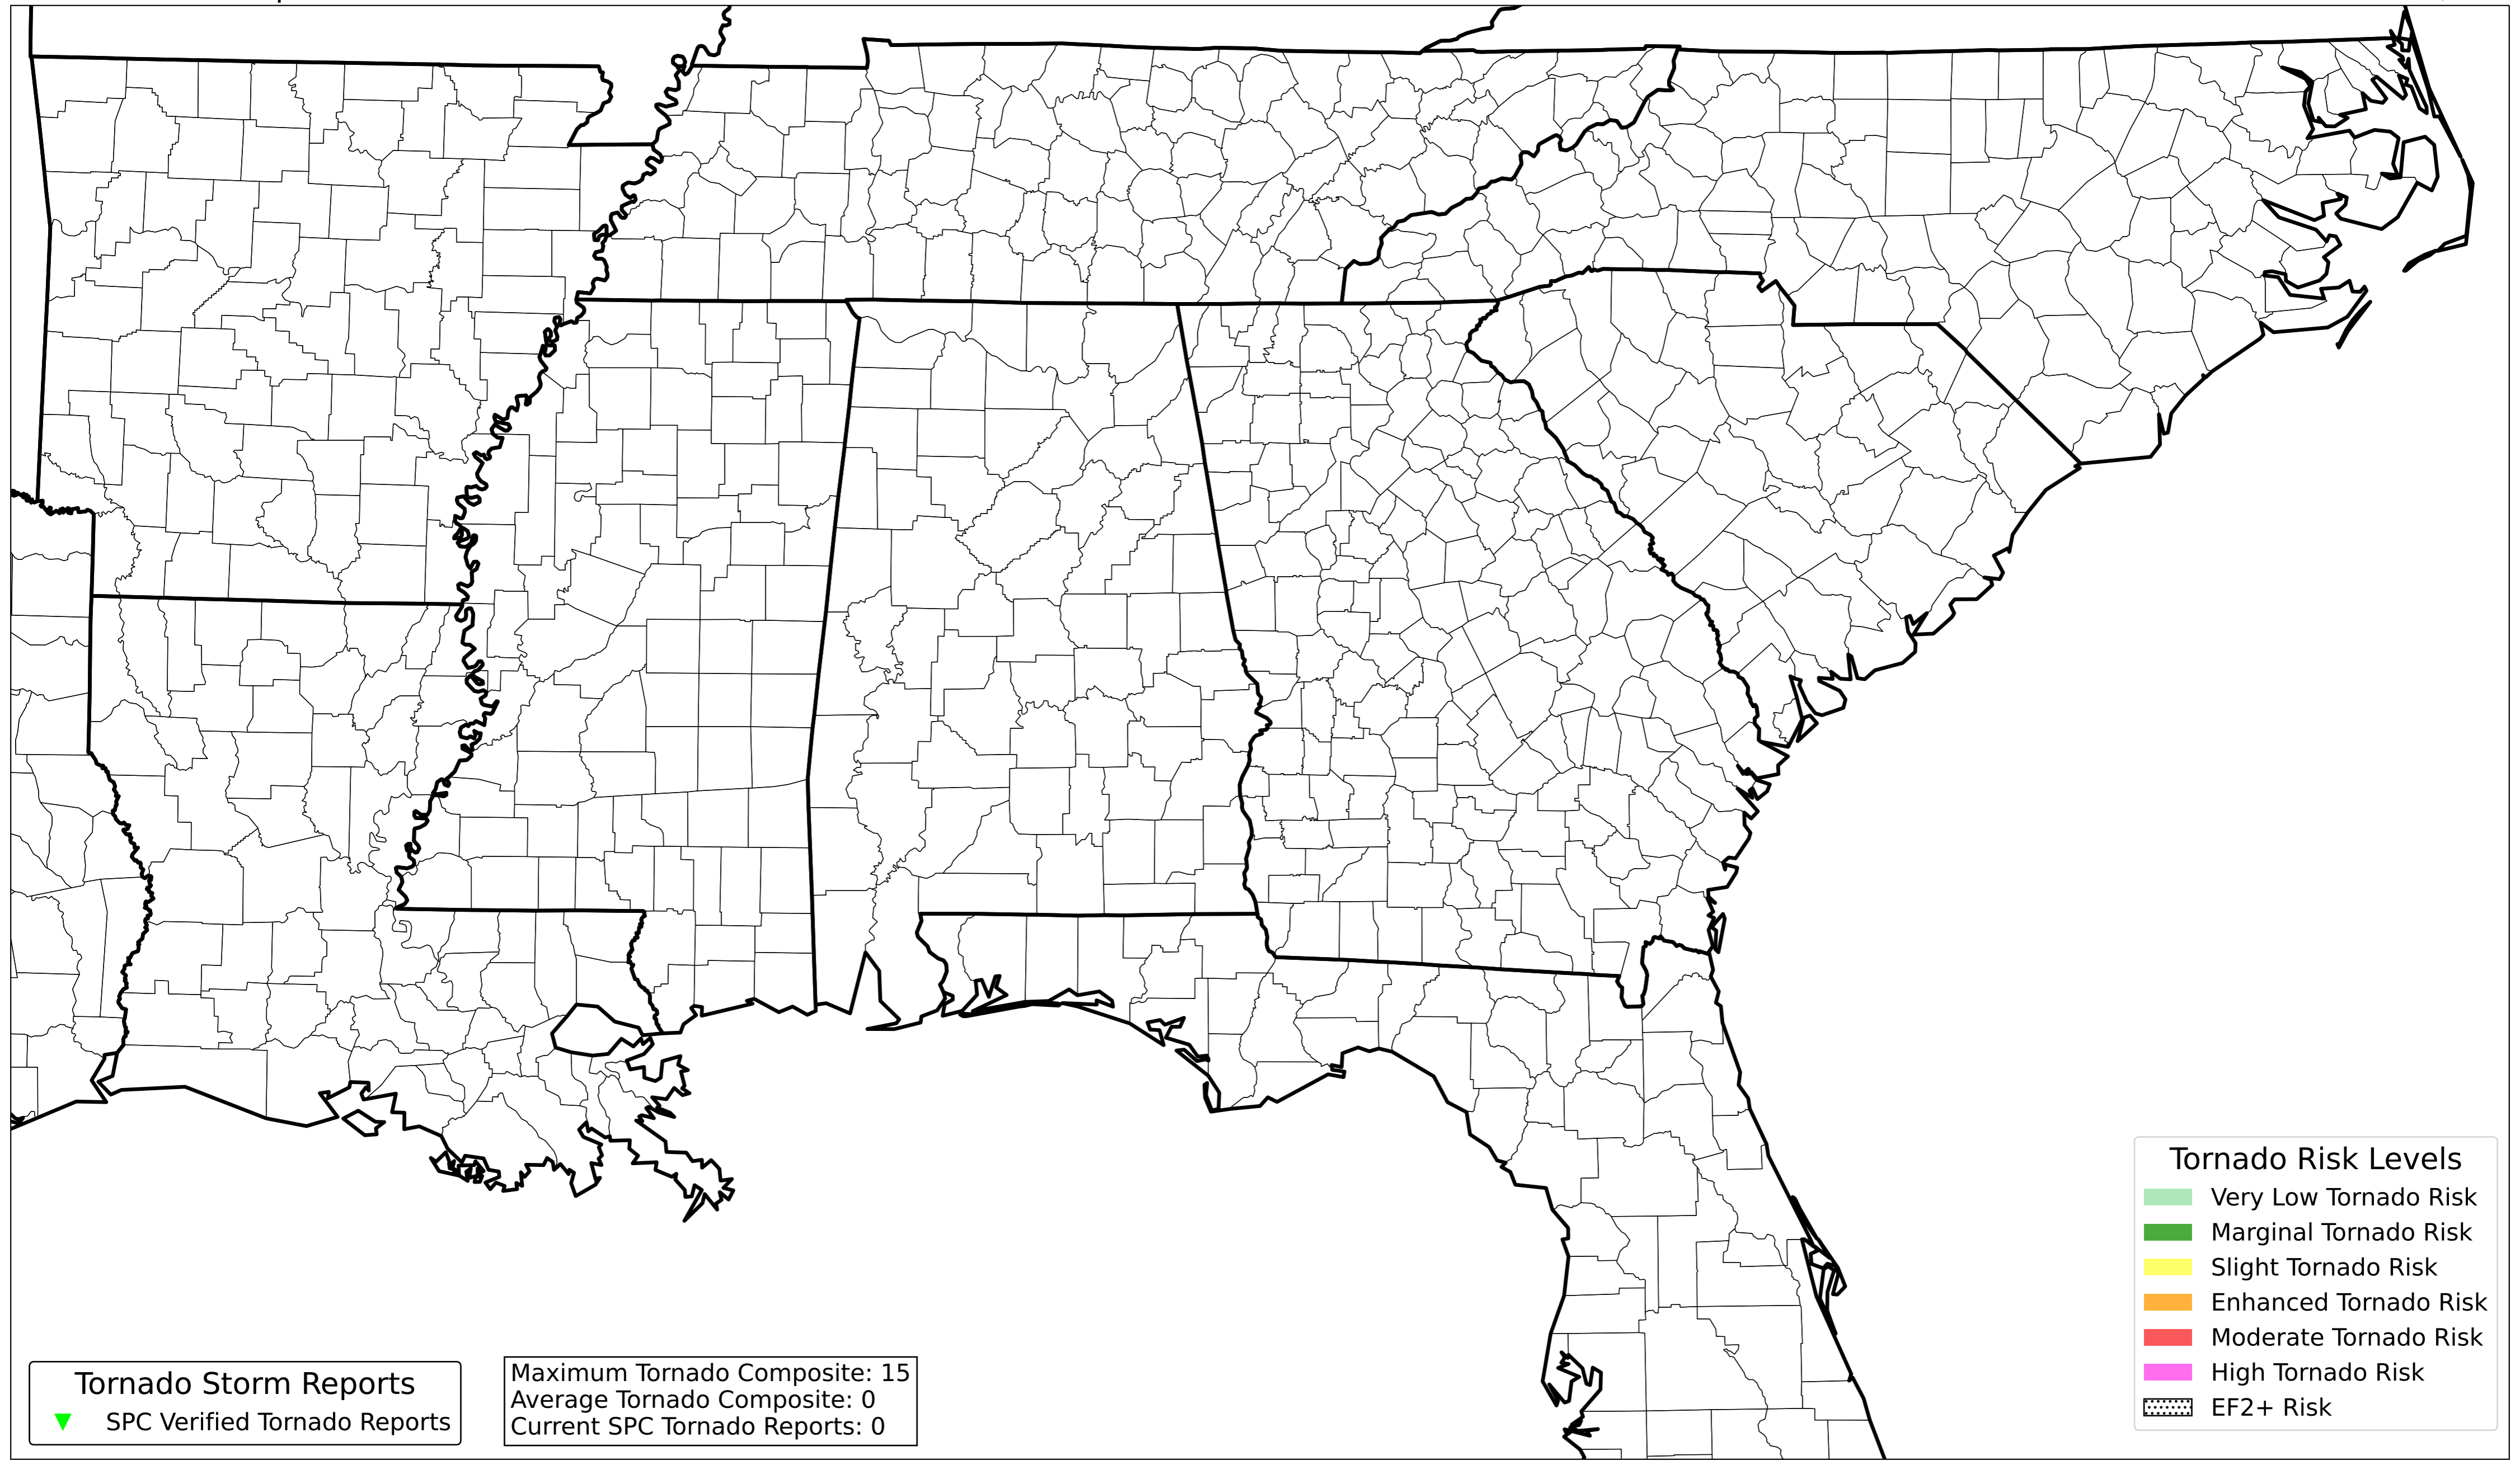 Tornado Risk Levels
Very Low Tornado Risk
Marginal Tornado Risk
Slight Tornado Risk
Enhanced Tornado Risk
Moderate Tornado Risk
High Tornado Risk
EF2+ Risk
Tornado Storm Reports
SPC Verified Tornado Reports
Maximum Tornado Composite: 15
Average Tornado Composite: 0
Current SPC Tornado Reports: 0